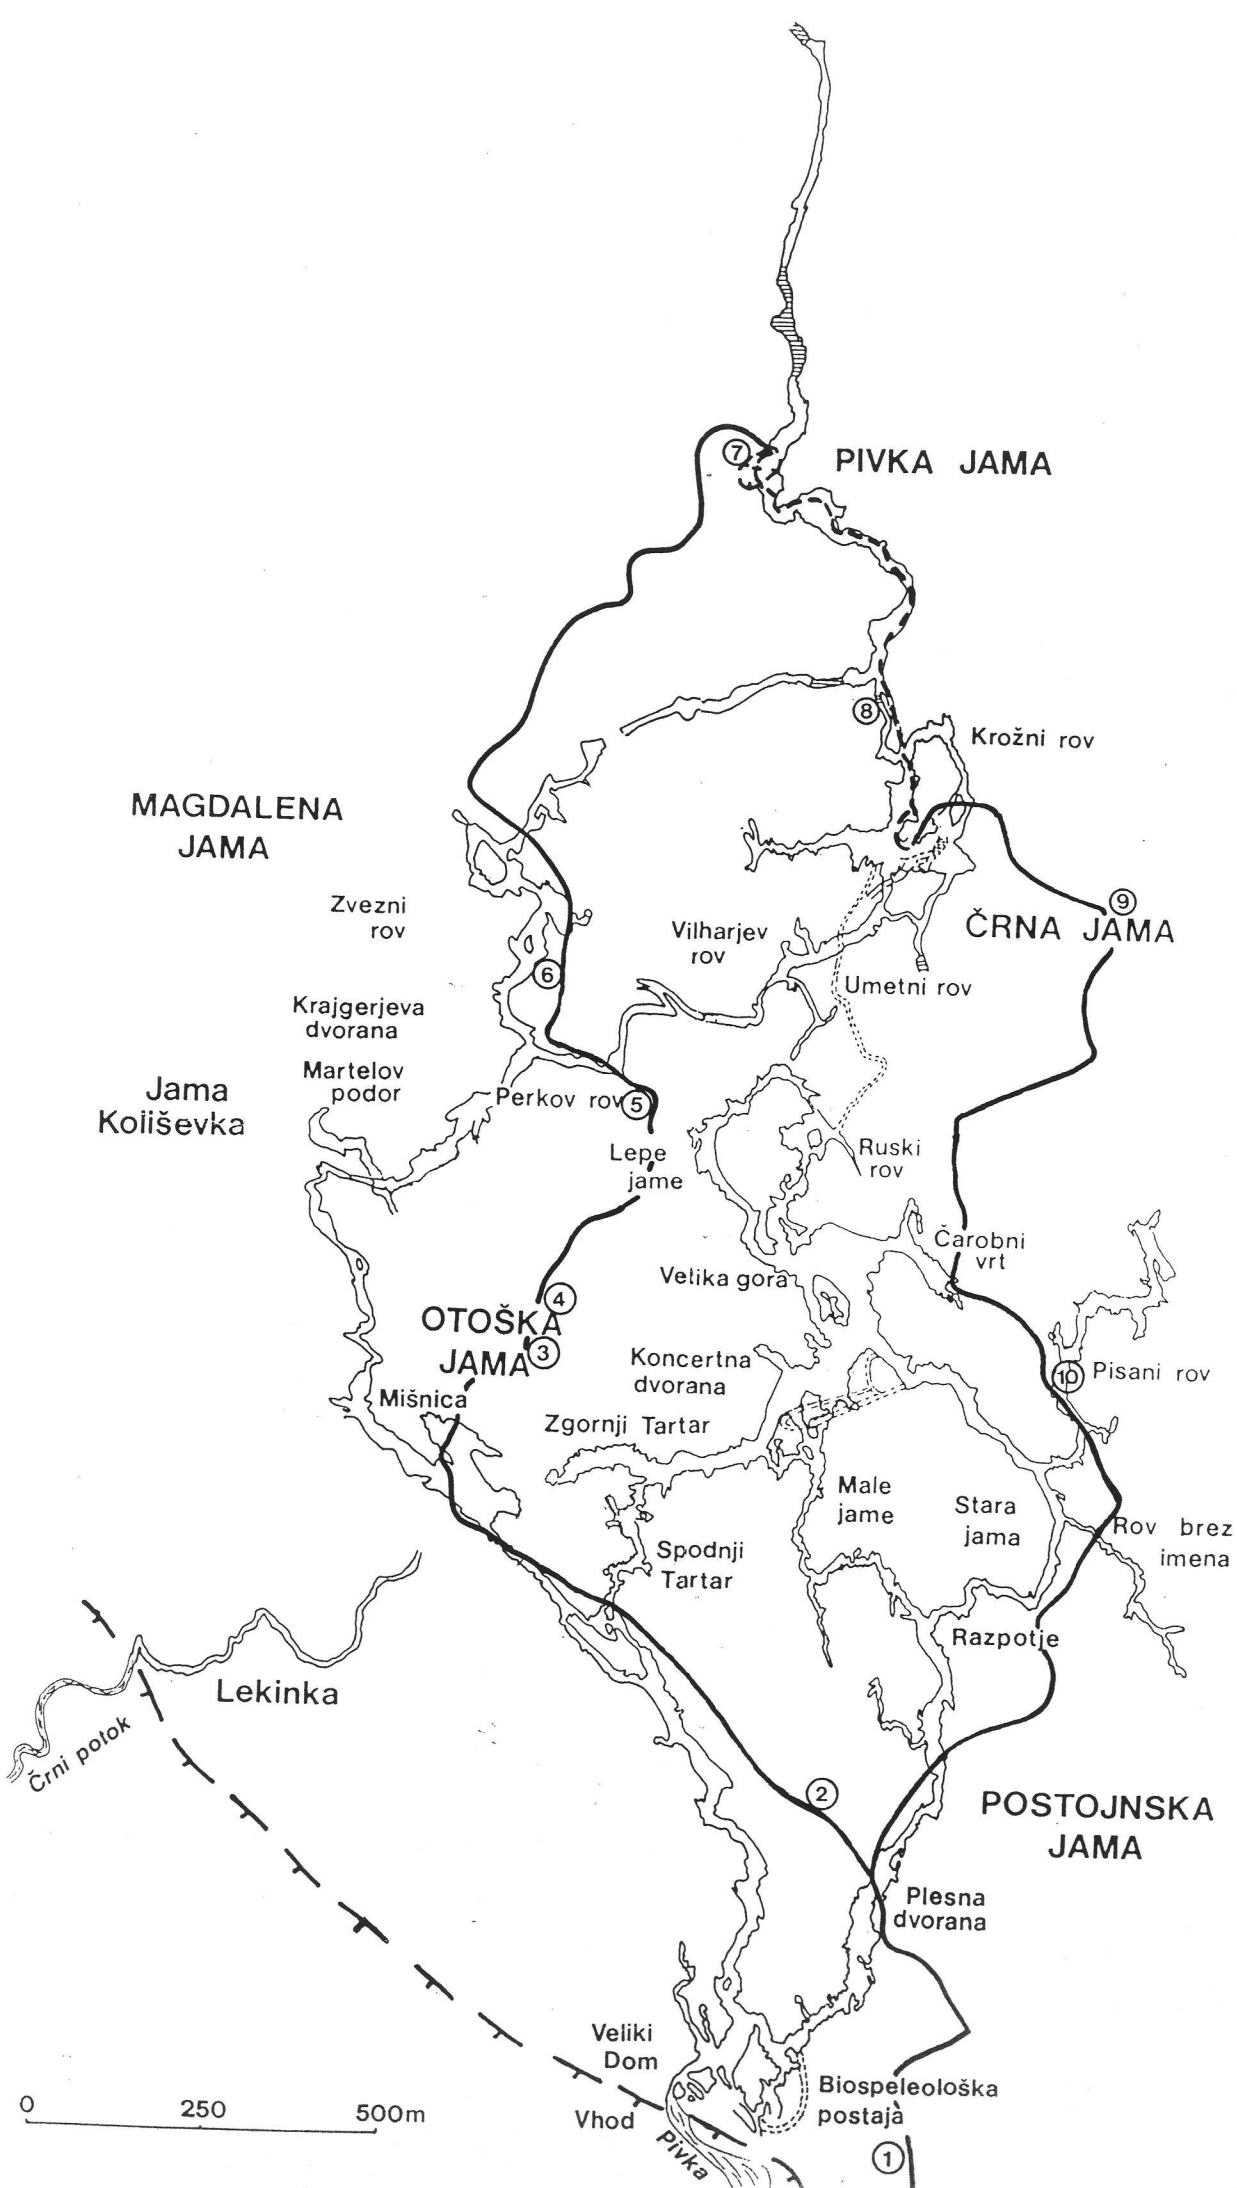 7
PIVKA JAMA
8
Krožni rov
MAGDALENA
JAMA
Zvezni
rov
9
ČRNA JAMA
Vilharjev
rov
6
Umetni rov
Krajgerjeva
dvorana
Martelov
podor
Jama
Koliševka
Perkov rov
5
Lepe
jame
Ruski
rov
Čarobni
vrt
Velika gora
4
OTOŠKA
JAMA
3
Koncertna
dvorana
10
Pisani rov
Mišnica
Zgornji Tartar
Male
jame
Stara
jama
Rov brez
imena
Spodnji
Tartar
Razpotje
Lekinka
Črni potok
2
POSTOJNSKA
JAMA
Plesna
dvorana
Veliki
Dom
Biospeleološka
postaja
Vhod
Pivka
1
0 250 500m